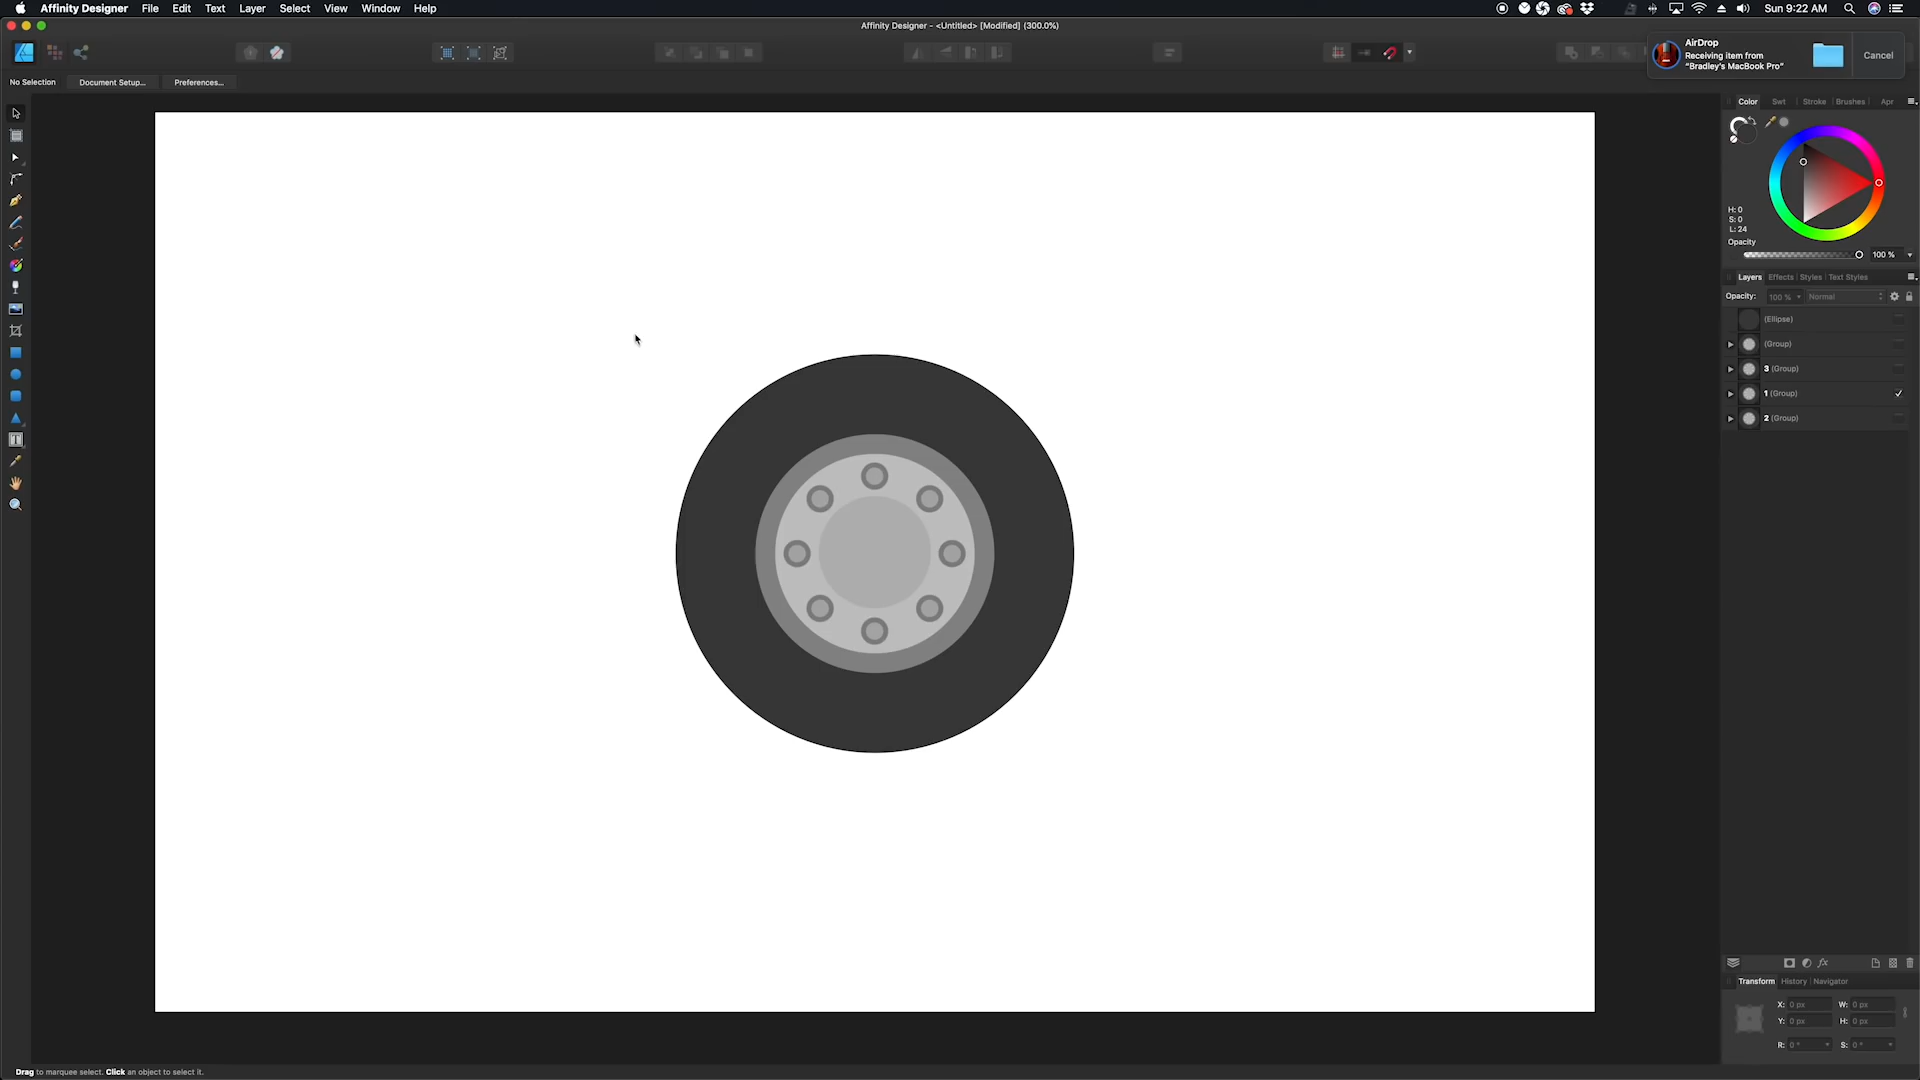 Affinity Designer File Edit Text Layer Select View Window Help Sun 9:22 AM
Affinity Designer - <Untitled> [Modified] (300.0%)
AirDrop
Receiving item from
"Bradley's MacBook Pro"
Cancel
No Selection Document Setup... Preferences...
Color Swt Stroke Brushes Apr
H: 0
S: 0
L: 24
Opacity
100 %
Layers Effects Styles Text Styles
Opacity: 100 % Normal
(Ellipse)
(Group)
3 (Group)
1 (Group)
2 (Group)
Transform History Navigator
X: 0 px W: 0 px
Y: 0 px H: 0 px
R: 0 ° S: 0 °
Drag to marquee select. Click an object to select it.